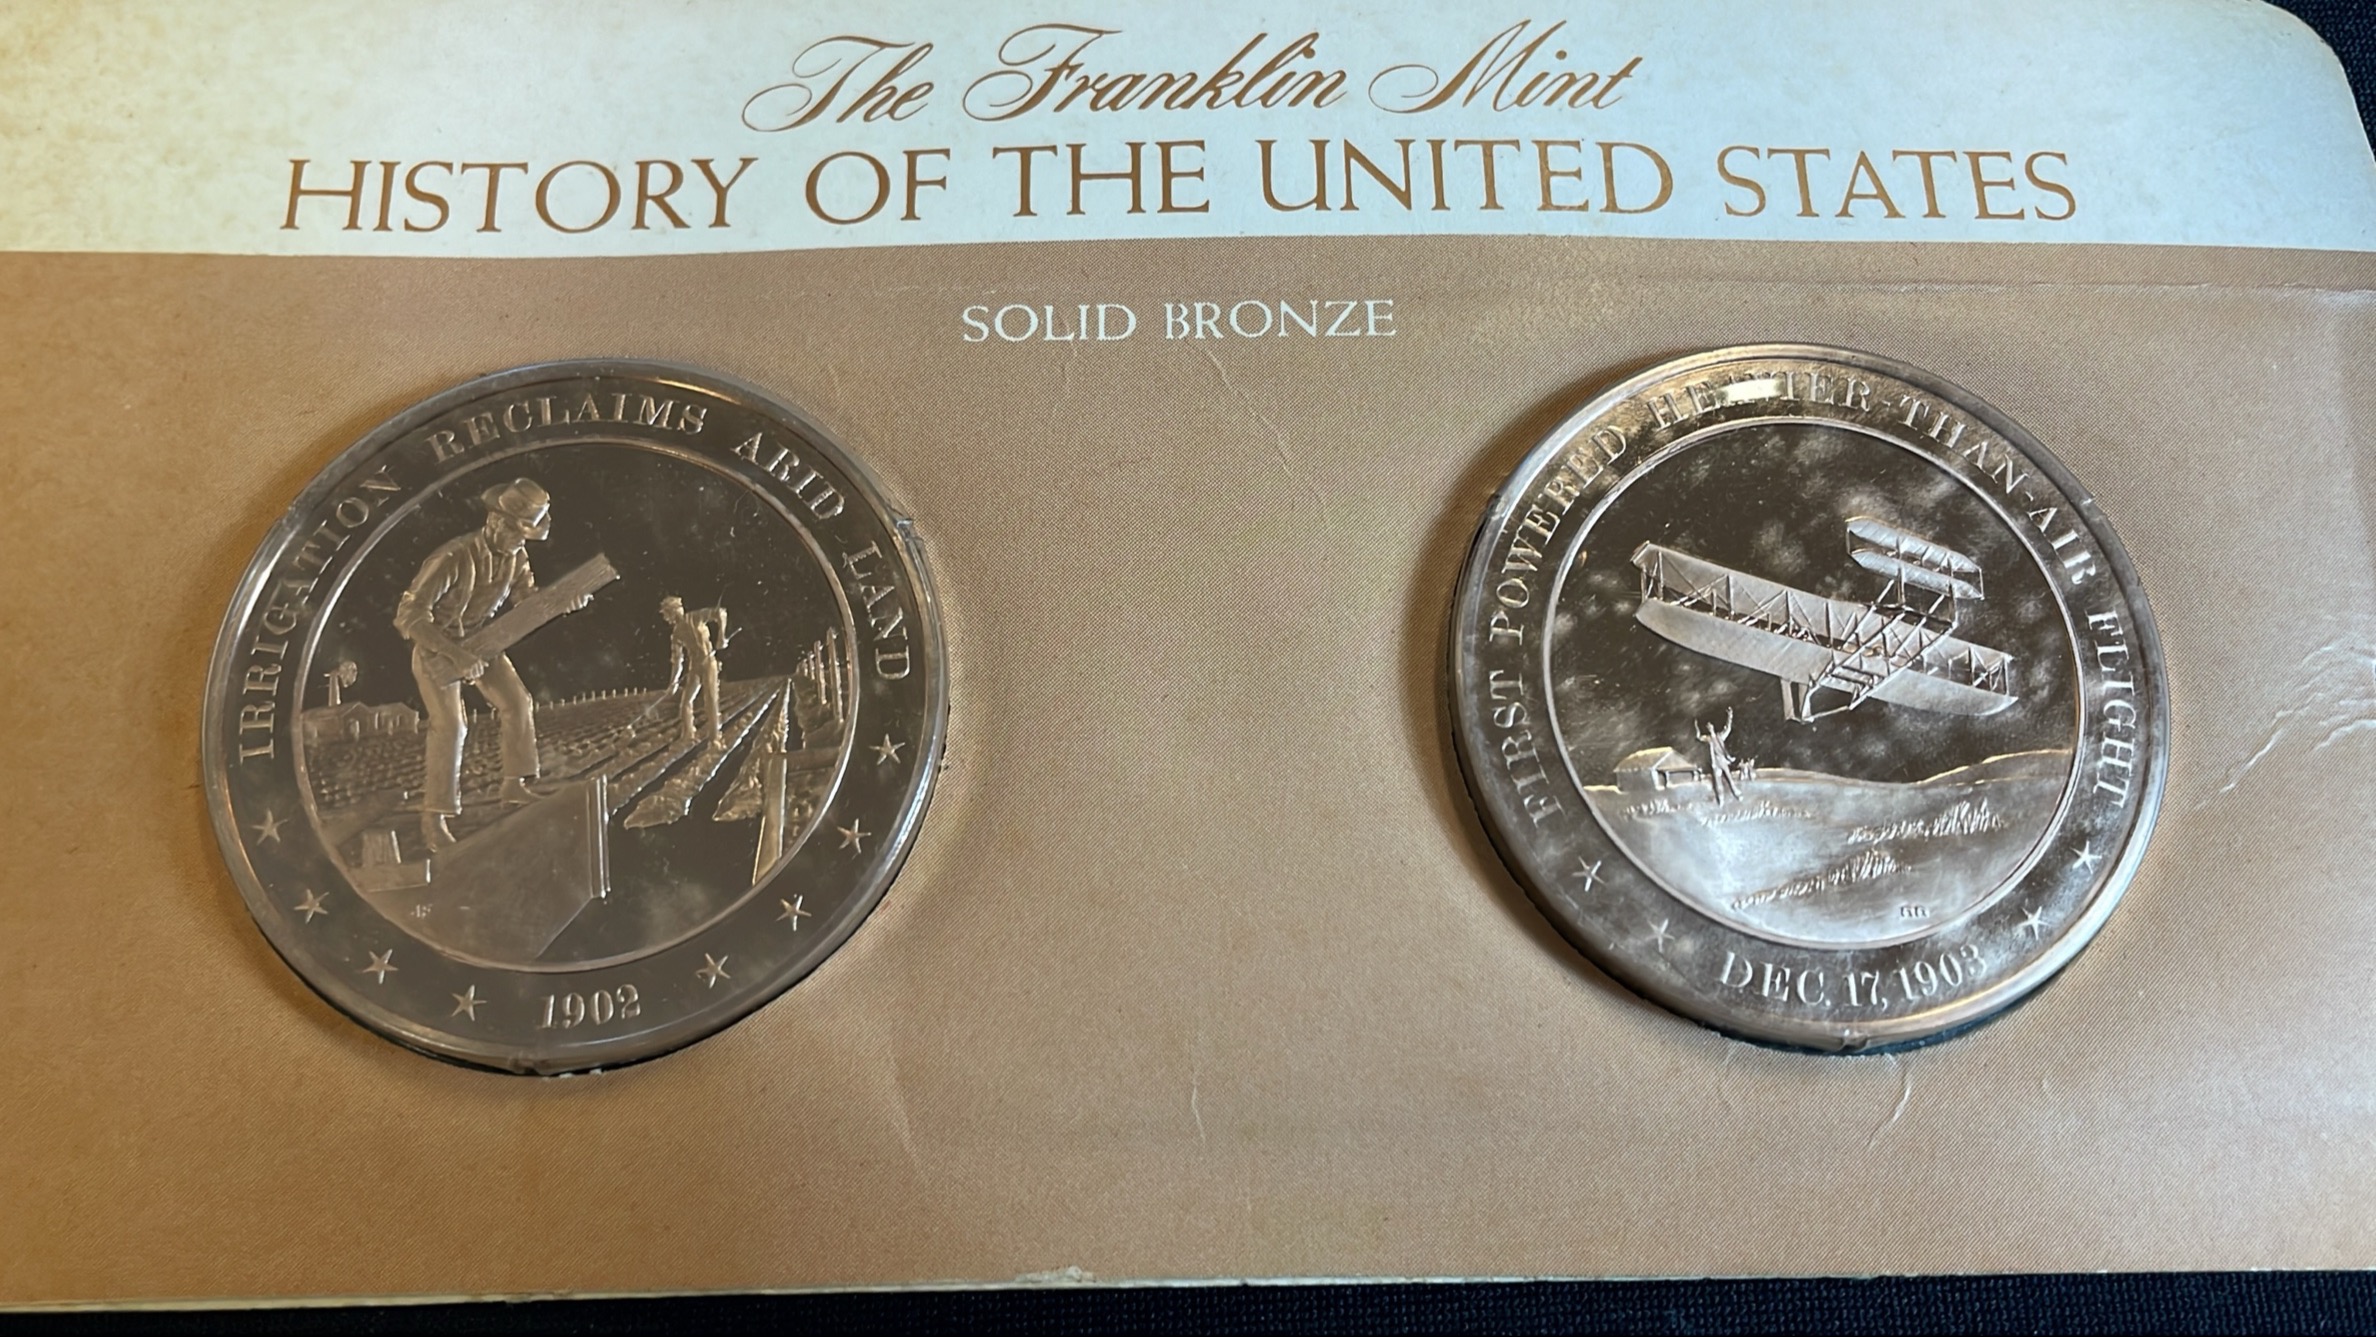 The Franklin Mint
HISTORY OF THE UNITED STATES
SOLID BRONZE
IRRIGATION RECLAIMS ARID LAND
1902
FIRST POWERED HEAVIER-THAN-AIR FLIGHT
DEC. 17, 1903